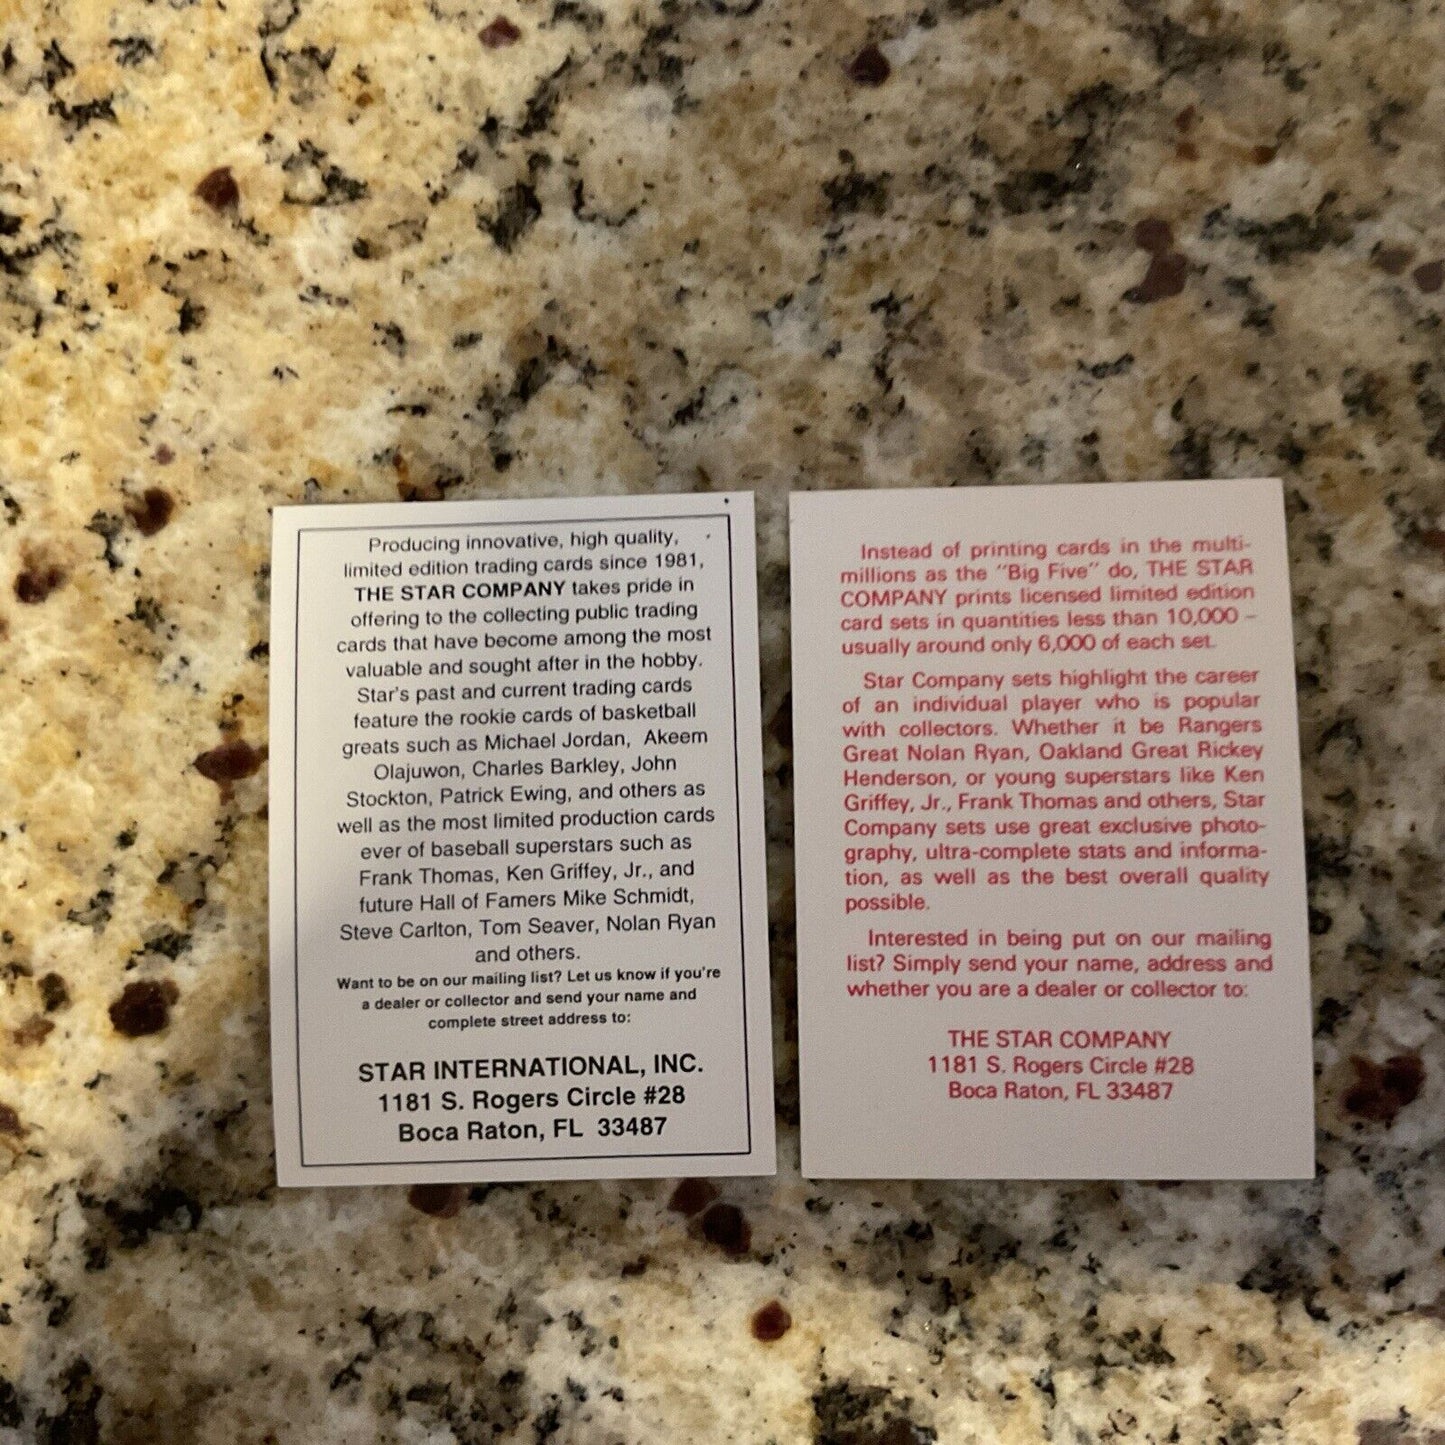 Producing innovative, high quality,
limited edition trading cards since 1981,
THE STAR COMPANY takes pride in
offering to the collecting public trading
cards that have become among the most
valuable and sought after in the hobby.
Star's past and current trading cards
feature the rookie cards of basketball
greats such as Michael Jordan, Akeem
Olajuwon, Charles Barkley, John
Stockton, Patrick Ewing, and others as
well as the most limited production cards
ever of baseball superstars such as
Frank Thomas, Ken Griffey, Jr., and
future Hall of Famers Mike Schmidt,
Steve Carlton, Tom Seaver, Nolan Ryan
and others.
Want to be on our mailing list? Let us know if you're
a dealer or collector and send your name and
complete street address to:
STAR INTERNATIONAL, INC.
1181 S. Rogers Circle #28
Boca Raton, FL 33487
Instead of printing cards in the multi-
millions as the "Big Five" do, THE STAR
COMPANY prints licensed limited edition
card sets in quantities less than 10,000 –
usually around only 6,000 of each set.
Star Company sets highlight the career
of an individual player who is popular
with collectors. Whether it be Rangers
Great Nolan Ryan, Oakland Great Rickey
Henderson, or young superstars like Ken
Griffey, Jr., Frank Thomas and others, Star
Company sets use great exclusive photo-
graphy, ultra-complete stats and informa-
tion, as well as the best overall quality
possible.
Interested in being put on our mailing
list? Simply send your name, address and
whether you are a dealer or collector to:
THE STAR COMPANY
1181 S. Rogers Circle #28
Boca Raton, FL 33487